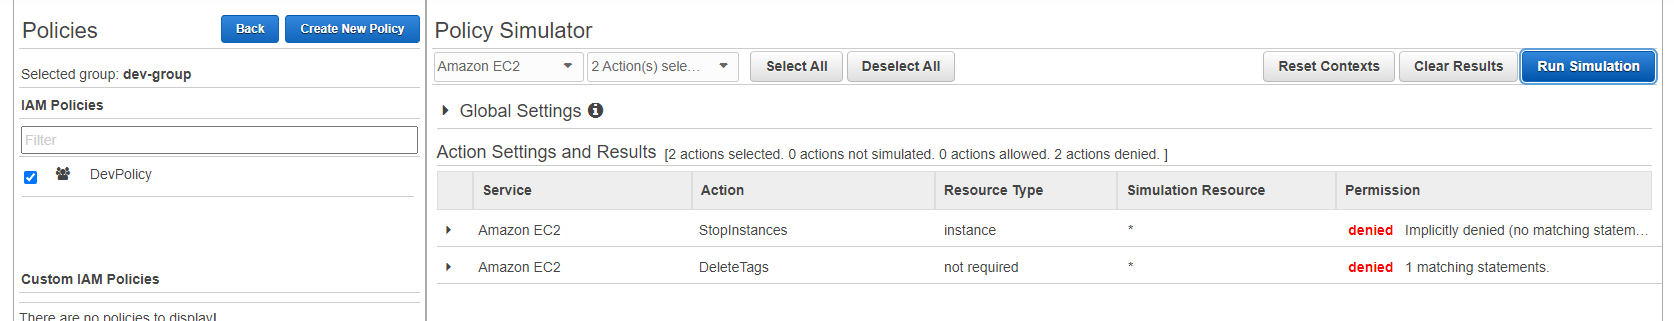 Policies
Back
Create New Policy
Selected group: dev-group
IAM Policies
Filter
DevPolicy
Custom IAM Policies
There are no policies to display!
Policy Simulator
Amazon EC2
2 Action(s) sele...
Select All
Deselect All
Reset Contexts
Clear Results
Run Simulation
Global Settings
Action Settings and Results [2 actions selected. 0 actions not simulated. 0 actions allowed. 2 actions denied. ]
Service Action Resource Type Simulation Resource Permission
Amazon EC2 StopInstances instance * denied Implicitly denied (no matching statem...
Amazon EC2 DeleteTags not required * denied 1 matching statements.